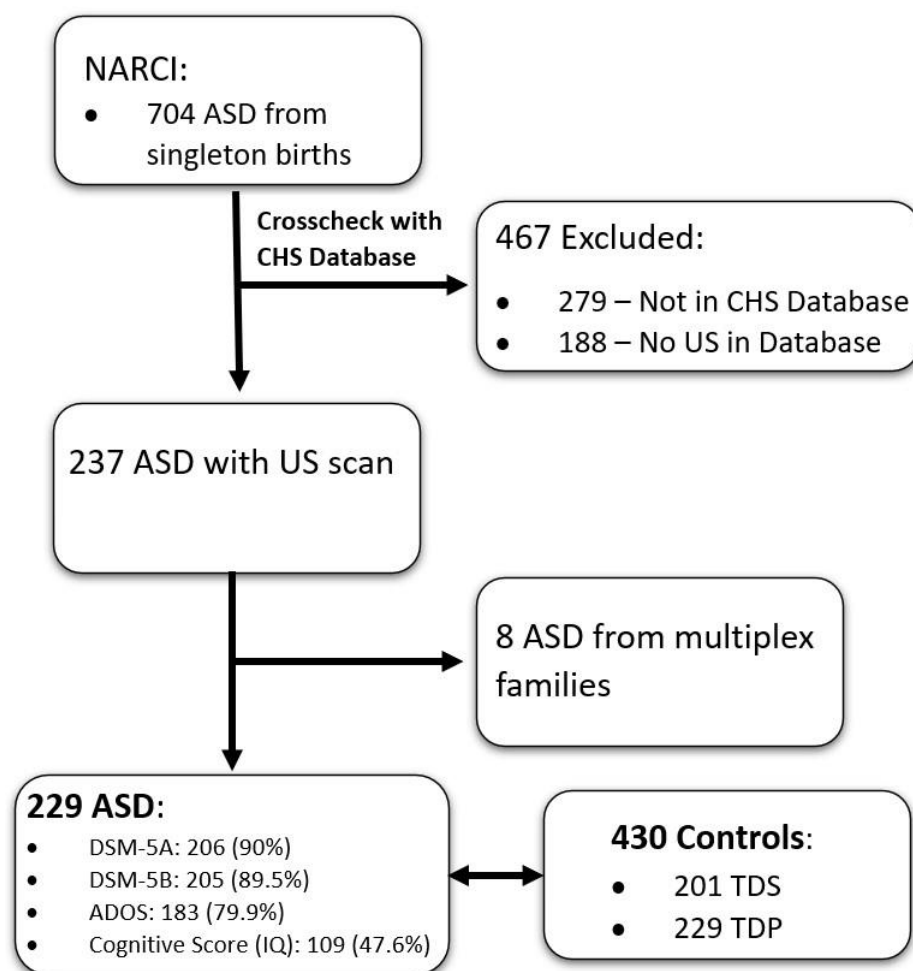 NARCI:
• 704 ASD from
singleton births
Crosscheck with
CHS Database
467 Excluded:
• 279 – Not in CHS Database
• 188 – No US in Database
237 ASD with US scan
8 ASD from multiplex
families
229 ASD:
• DSM-5A: 206 (90%)
• DSM-5B: 205 (89.5%)
• ADOS: 183 (79.9%)
• Cognitive Score (IQ): 109 (47.6%)
430 Controls:
• 201 TDS
• 229 TDP